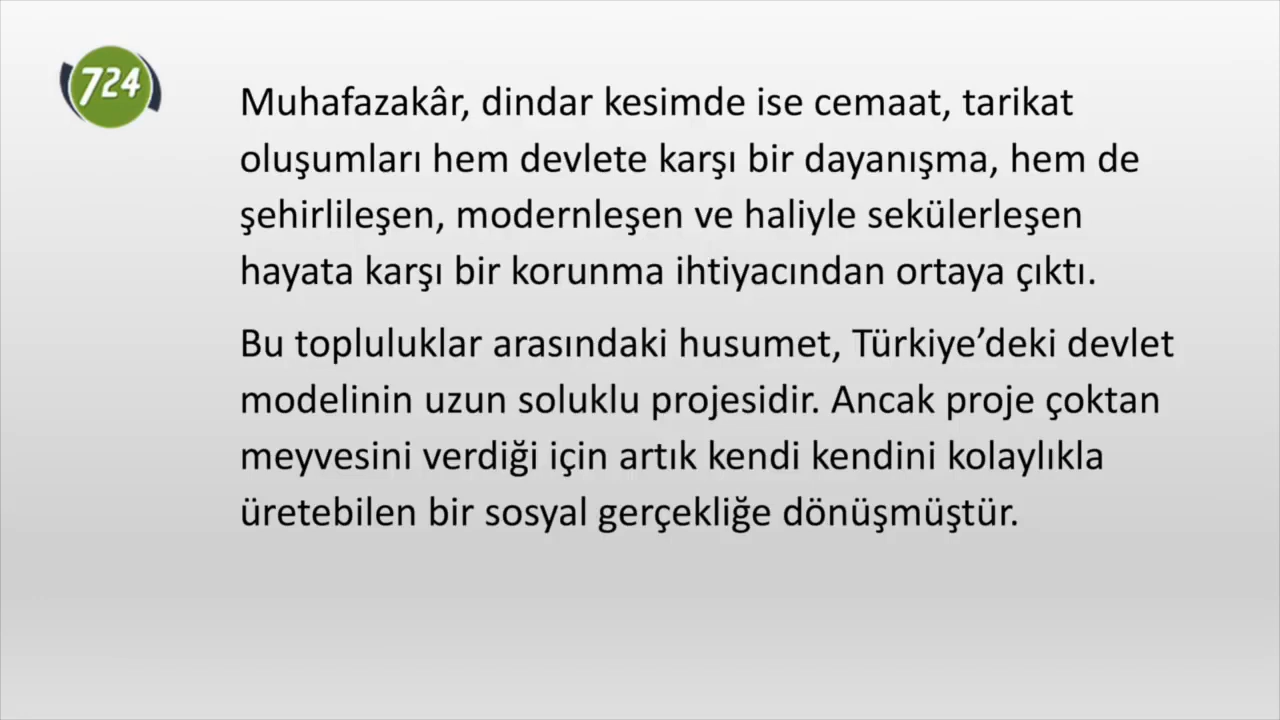 724
Muhafazakâr, dindar kesimde ise cemaat, tarikat
oluşumları hem devlete karşı bir dayanışma, hem de
şehirlileşen, modernleşen ve haliyle sekülerleşen
hayata karşı bir korunma ihtiyacından ortaya çıktı.
Bu topluluklar arasındaki husumet, Türkiye’deki devlet
modelinin uzun soluklu projesidir. Ancak proje çoktan
meyvesini verdiği için artık kendi kendini kolaylıkla
üretebilen bir sosyal gerçekliğe dönüşmüştür.